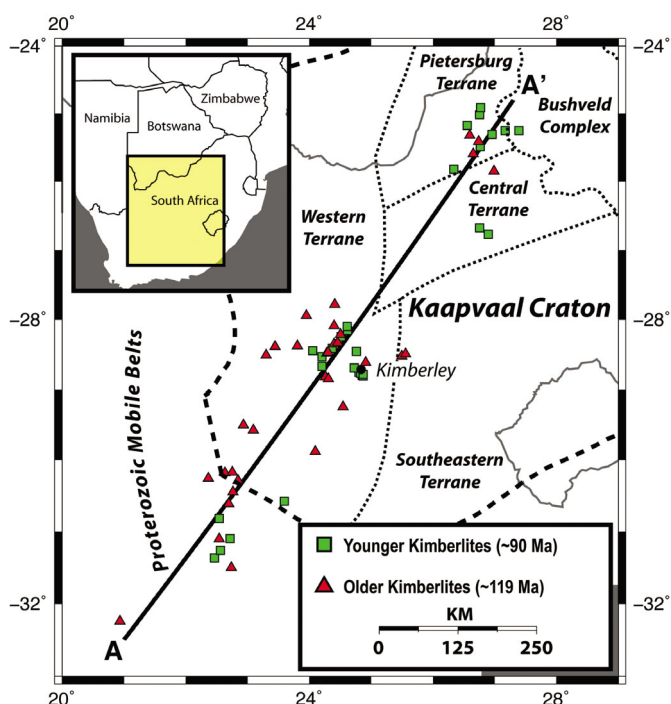 20˚
24˚
28˚
−24˚
−24˚
Pietersburg
Terrane
A'
Bushveld
Complex
Namibia
Zimbabwe
Botswana
South Africa
Central
Terrane
Western
Terrane
−28˚
−28˚
Kaapvaal Craton
Kimberley
Proterozoic Mobile Belts
Southeastern
Terrane
Younger Kimberlites (~90 Ma)
Older Kimberlites (~119 Ma)
KM
0 125 250
−32˚
−32˚
A
20˚
24˚
28˚